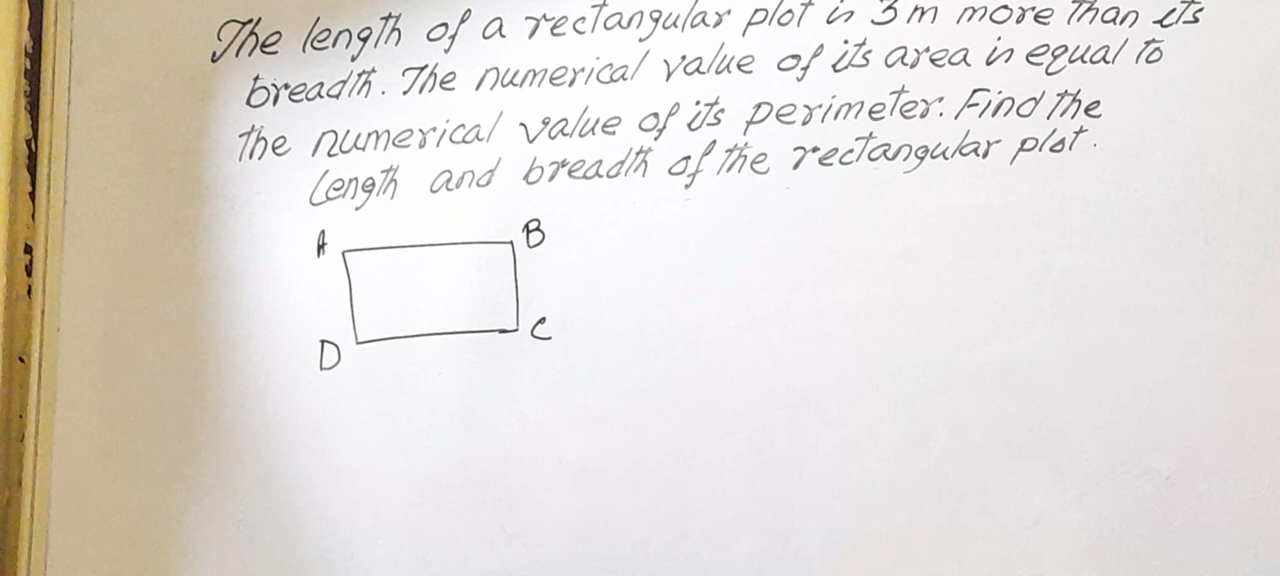 The length of a rectangular plot is 3m more than its
breadth. The numerical value of its area is equal to
the numerical value of its perimeter. Find the
Length and breadth of the rectangular plot.
A B
D C